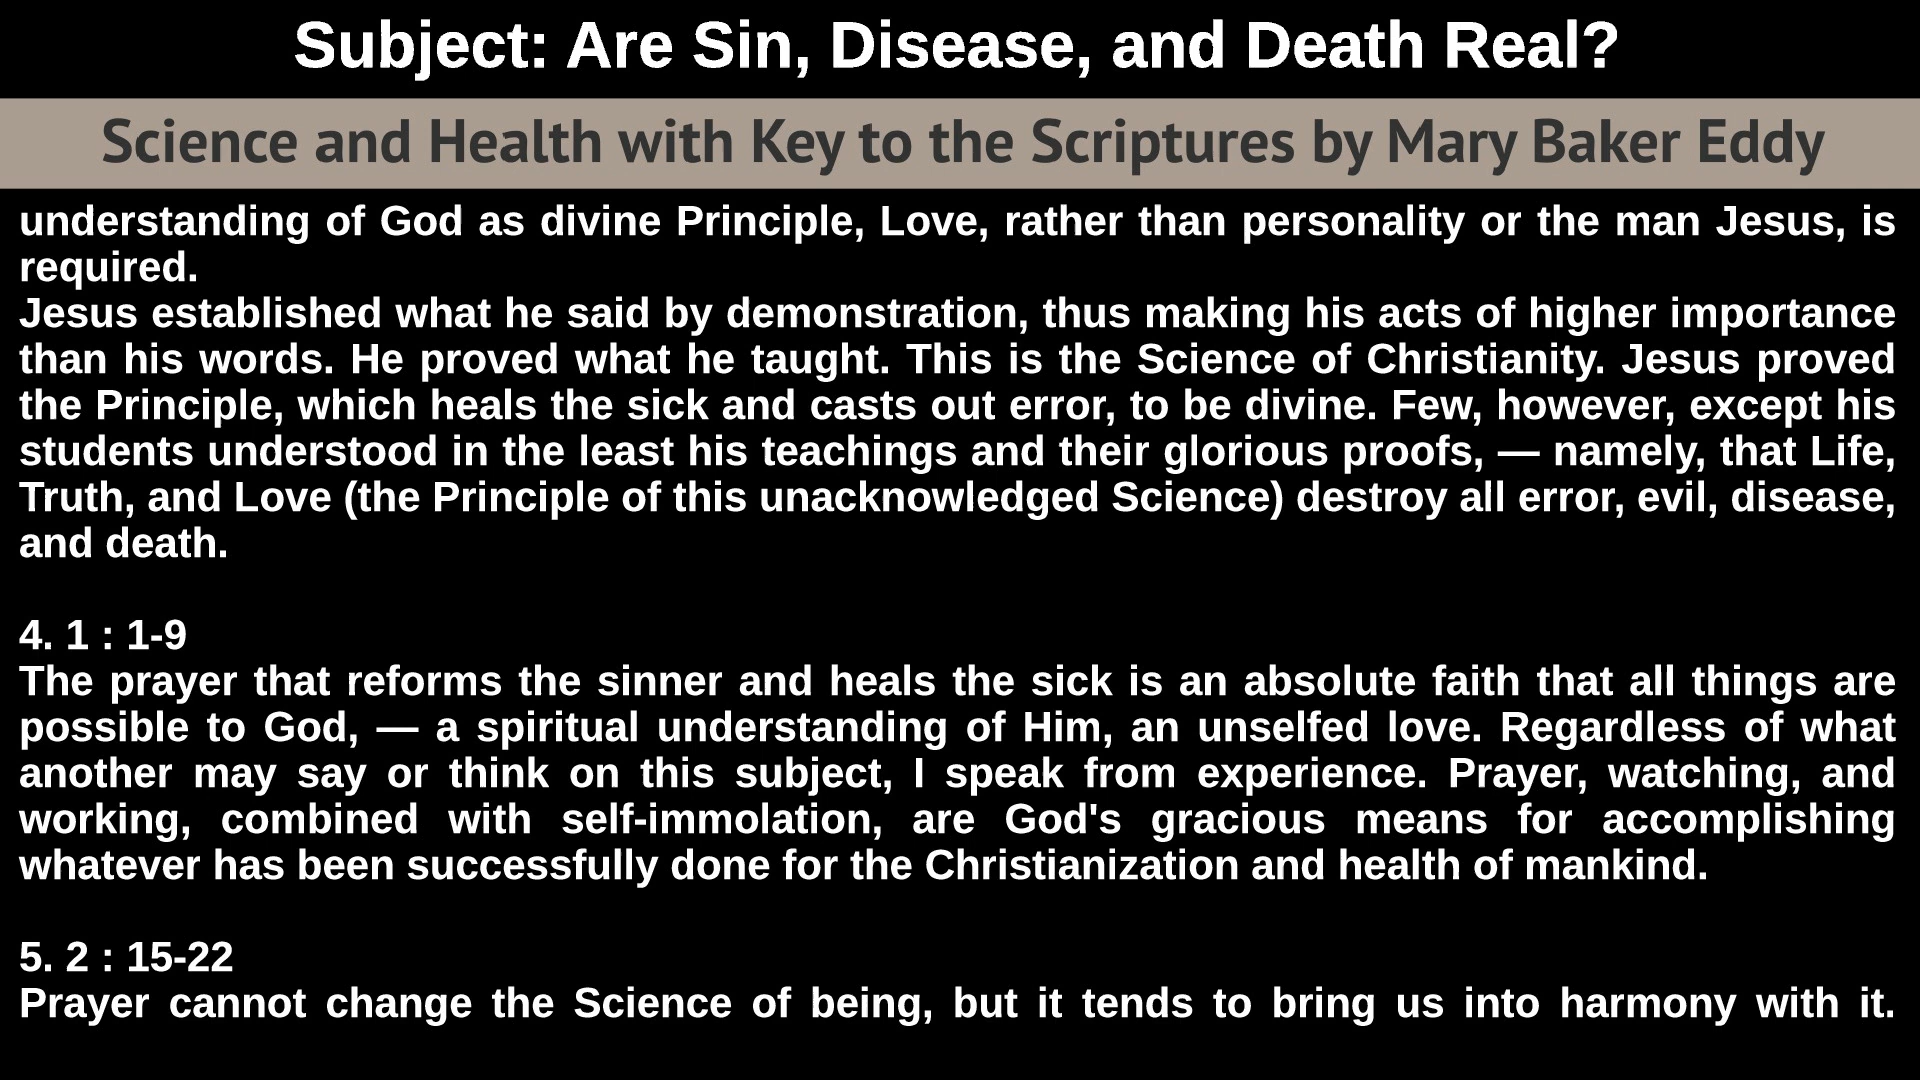 Subject: Are Sin, Disease, and Death Real?
Science and Health with Key to the Scriptures by Mary Baker Eddy
understanding of God as divine Principle, Love, rather than personality or the man Jesus, is
required.
Jesus established what he said by demonstration, thus making his acts of higher importance
than his words. He proved what he taught. This is the Science of Christianity. Jesus proved
the Principle, which heals the sick and casts out error, to be divine. Few, however, except his
students understood in the least his teachings and their glorious proofs, — namely, that Life,
Truth, and Love (the Principle of this unacknowledged Science) destroy all error, evil, disease,
and death.
4. 1 : 1-9
The prayer that reforms the sinner and heals the sick is an absolute faith that all things are
possible to God, — a spiritual understanding of Him, an unselfed love. Regardless of what
another may say or think on this subject, I speak from experience. Prayer, watching, and
working, combined with self-immolation, are God's gracious means for accomplishing
whatever has been successfully done for the Christianization and health of mankind.
5. 2 : 15-22
Prayer cannot change the Science of being, but it tends to bring us into harmony with it.